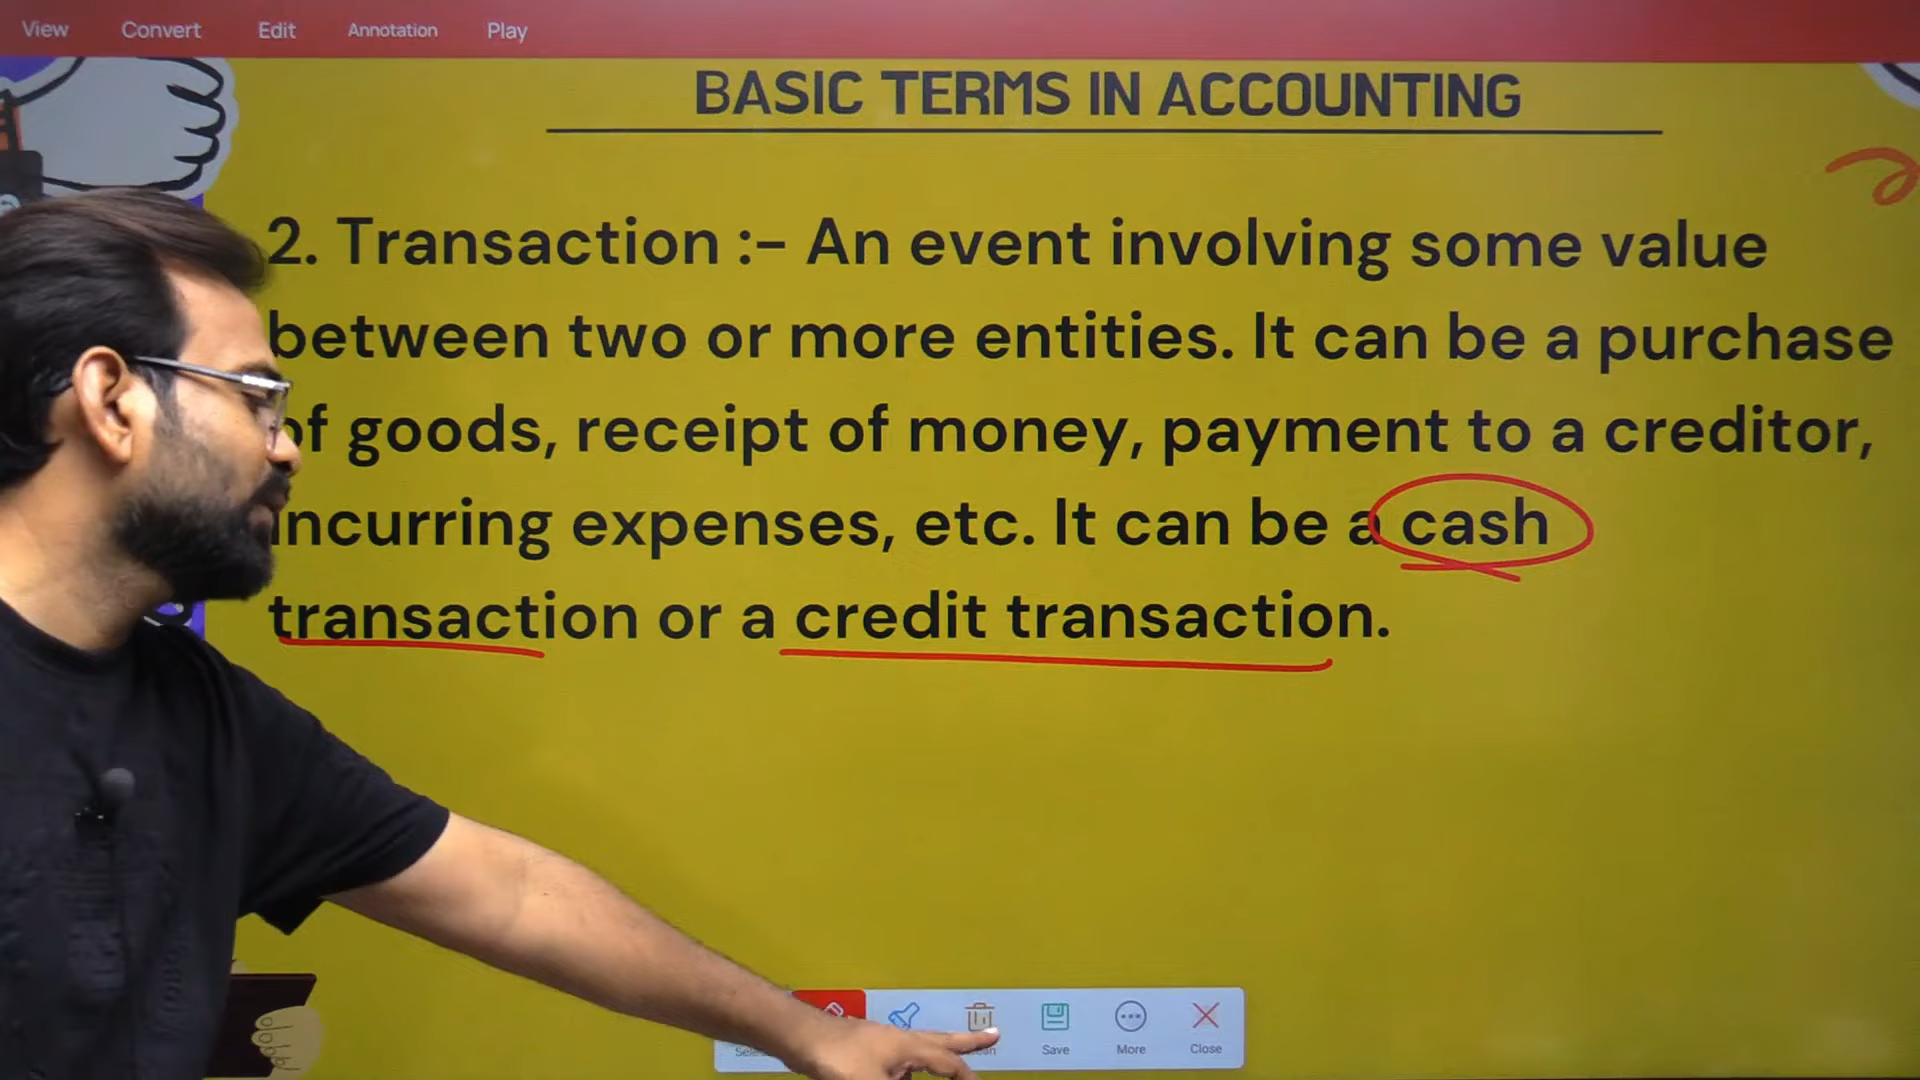 View Convert Edit Annotation Play
BASIC TERMS IN ACCOUNTING
2. Transaction :- An event involving some value
between two or more entities. It can be a purchase
of goods, receipt of money, payment to a creditor,
incurring expenses, etc. It can be a cash
transaction or a credit transaction.
Save More Close